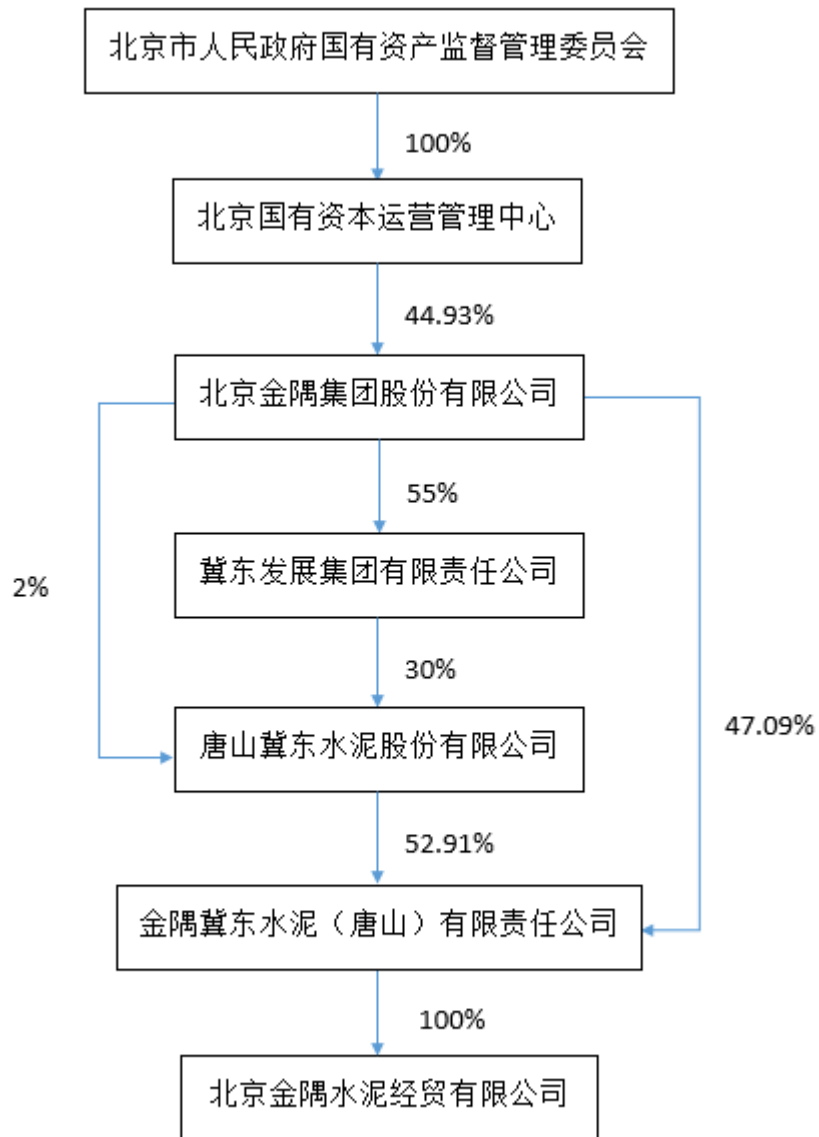 北京市人民政府国有资产监督管理委员会
100%
北京国有资本运营管理中心
44.93%
北京金隅集团股份有限公司
55%
冀东发展集团有限责任公司
2%
30%
唐山冀东水泥股份有限公司
47.09%
52.91%
金隅冀东水泥（唐山）有限责任公司
100%
北京金隅水泥经贸有限公司